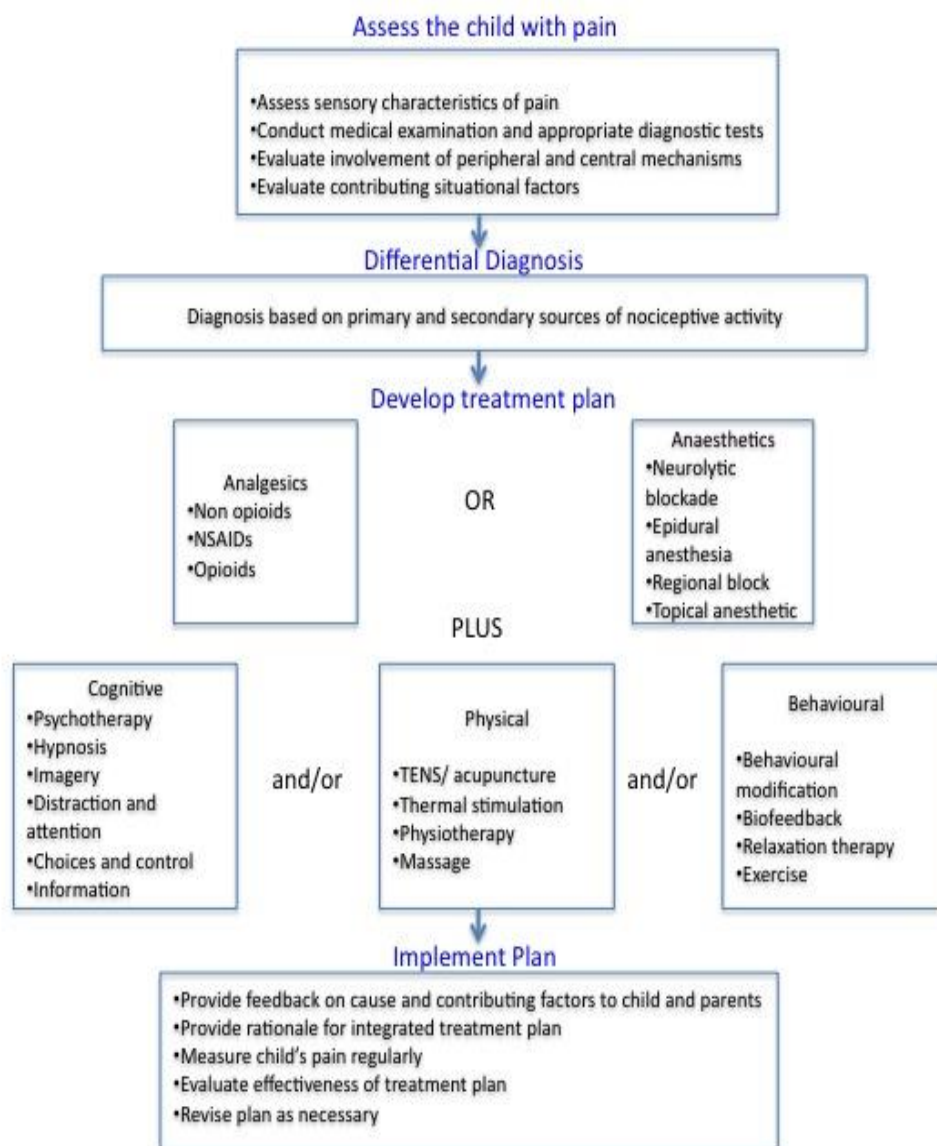 Assess the child with pain
•Assess sensory characteristics of pain
•Conduct medical examination and appropriate diagnostic tests
•Evaluate involvement of peripheral and central mechanisms
•Evaluate contributing situational factors
Differential Diagnosis
Diagnosis based on primary and secondary sources of nociceptive activity
Develop treatment plan
Analgesics
•Non opioids
•NSAIDs
•Opioids
OR
Anaesthetics
•Neurolytic
blockade
•Epidural
anesthesia
•Regional block
•Topical anesthetic
PLUS
Cognitive
•Psychotherapy
•Hypnosis
•Imagery
•Distraction and
attention
•Choices and control
•Information
and/or
Physical
•TENS/ acupuncture
•Thermal stimulation
•Physiotherapy
•Massage
and/or
Behavioural
•Behavioural
modification
•Biofeedback
•Relaxation therapy
•Exercise
Implement Plan
•Provide feedback on cause and contributing factors to child and parents
•Provide rationale for integrated treatment plan
•Measure child's pain regularly
•Evaluate effectiveness of treatment plan
•Revise plan as necessary